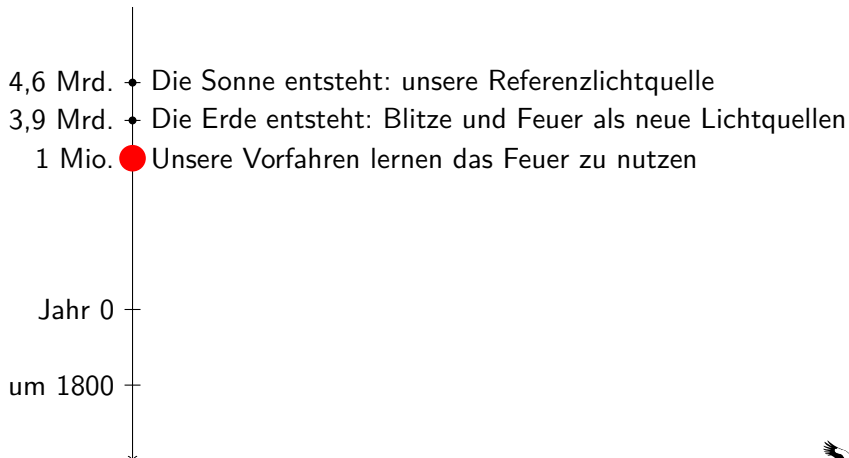 4,6 Mrd. Die Sonne entsteht: unsere Referenzlichtquelle
3,9 Mrd. Die Erde entsteht: Blitze und Feuer als neue Lichtquellen
1 Mio. Unsere Vorfahren lernen das Feuer zu nutzen
Jahr 0
um 1800